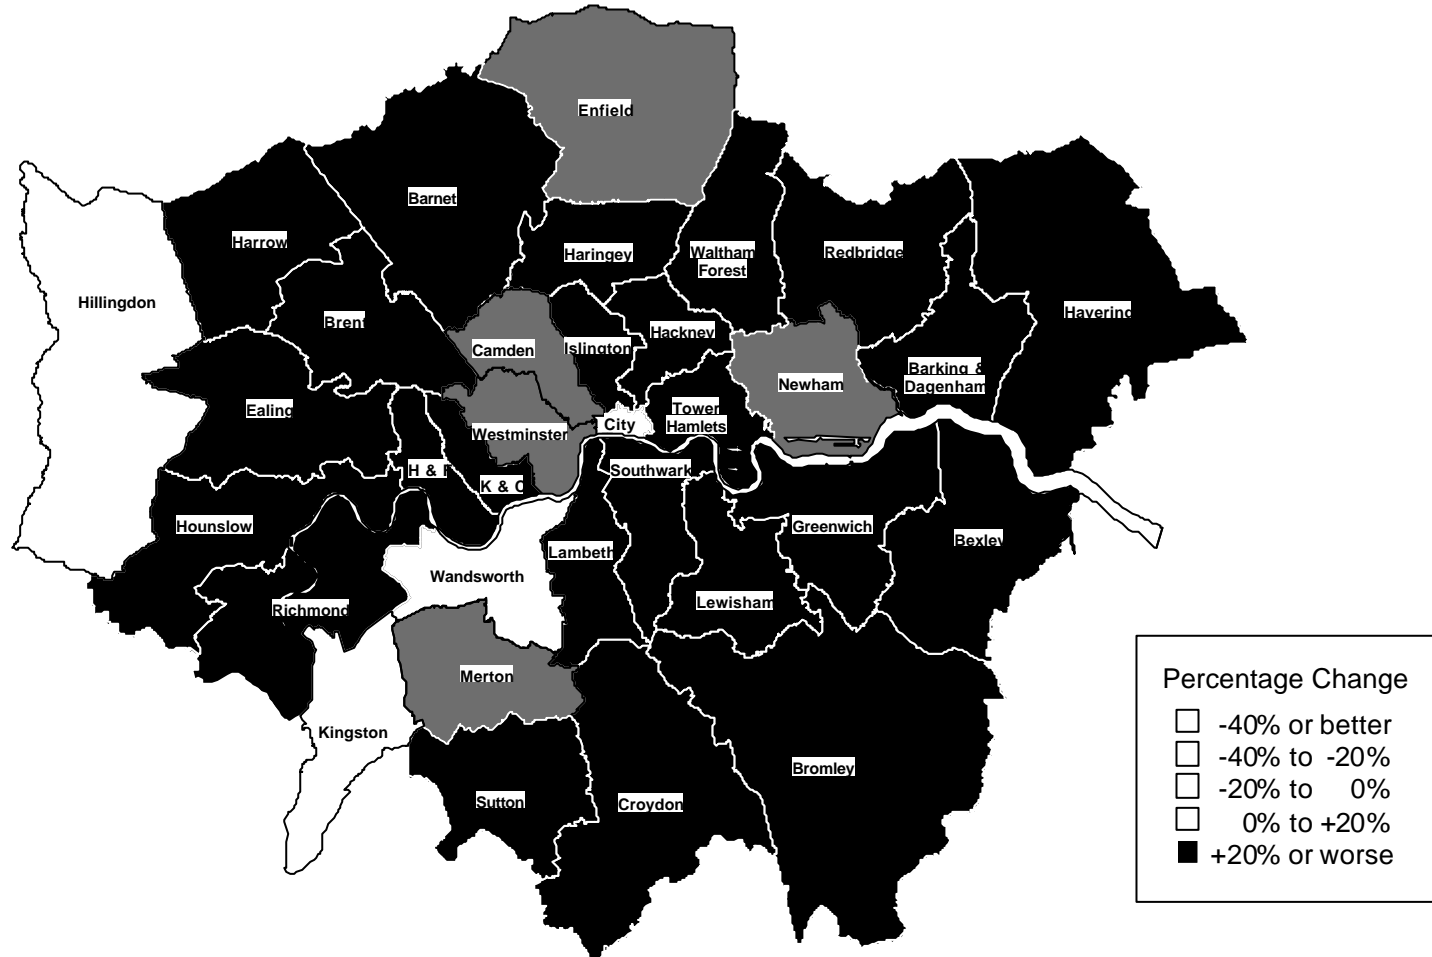 Enfield
Barnet
Harrow
Haringey
Waltham
Forest
Redbridge
Hillingdon
Havering
Brent
Hackney
Islington
Camden
Barking &
Dagenham
Newham
Ealing
Tower
Hamlets
City
Westminster
H & F
Southwark
K & C
Hounslow
Greenwich
Bexley
Lambeth
Wandsworth
Lewisham
Richmond
Merton
Kingston
Bromley
Sutton
Croydon
Percentage Change
-40% or better
-40% to -20%
-20% to 0%
0% to +20%
+20% or worse